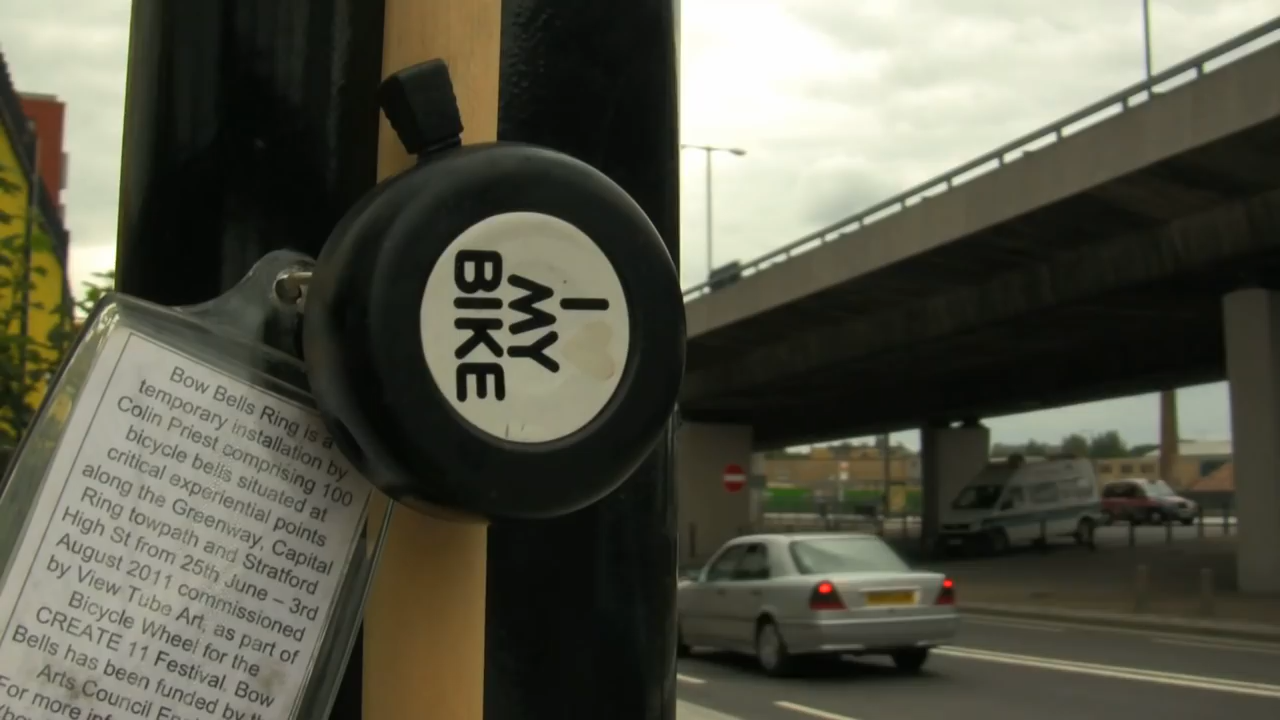 I
MY
BIKE
Bow Bells Ring is a
temporary installation by
Colin Priest comprising 100
bicycle bells situated at
critical experiential points
along the Greenway, Capital
Ring towpath and Stratford
High St from 25th June – 3rd
August 2011 commissioned
by View Tube Art, as part of
Bicycle Wheel for the
CREATE 11 Festival. Bow
Bells has been funded by th
Arts Council En
For more inf